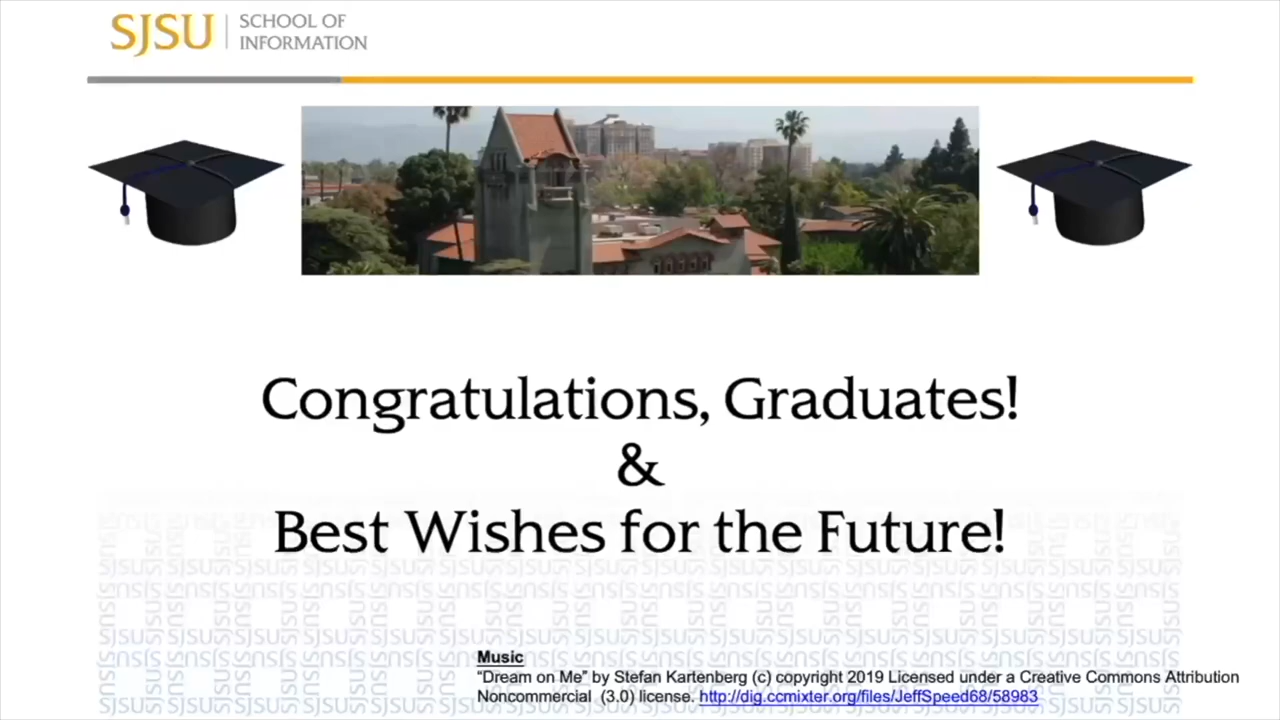 SJSU
SCHOOL OF
INFORMATION
Congratulations, Graduates!
&
Best Wishes for the Future!
Music
“Dream on Me” by Stefan Kartenberg (c) copyright 2019 Licensed under a Creative Commons Attribution
Noncommercial (3.0) license. http://dig.ccmixter.org/files/JeffSpeed68/58983